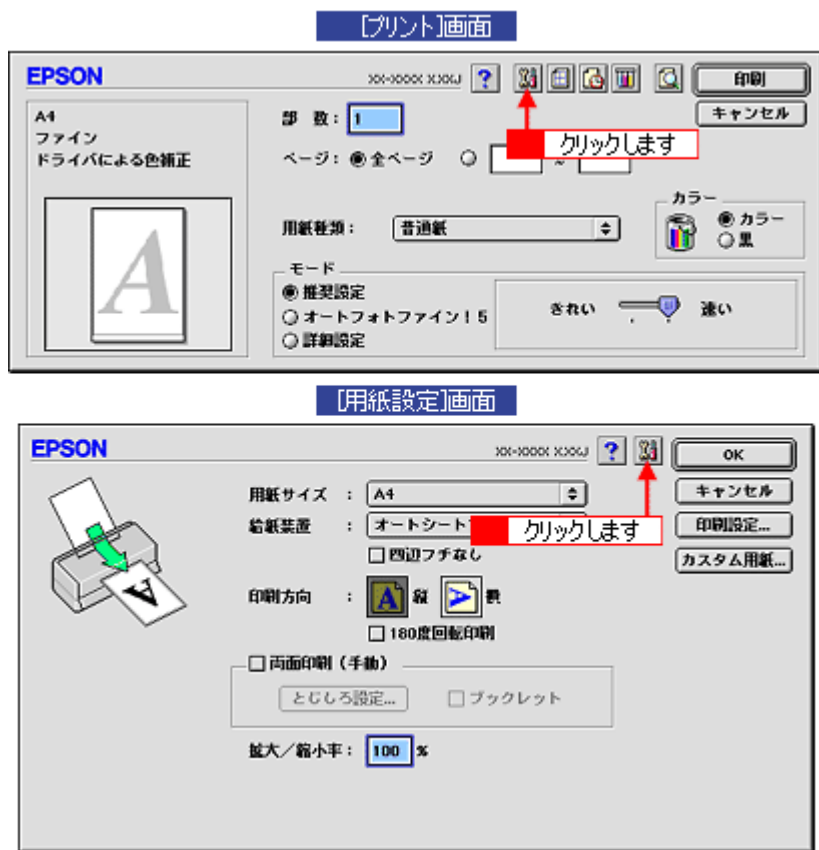 [プリント]画面
EPSON
XX-XXXX XXXJ ?
印刷
A4
ファイン
ドライバによる色補正
部 数: 1
キャンセル
クリックします
ページ: 全ページ ~
カラー
用紙種類: 普通紙
カラー
黒
A
モード
推奨設定
オートフォトファイン!5
詳細設定
きれい 速い
[用紙設定]画面
EPSON
XX-XXXX XXXJ ?
OK
用紙サイズ : A4
キャンセル
給紙装置 : オートシート
クリックします
印刷設定...
四辺フチなし
カスタム用紙...
A
印刷方向 : A 縦 A 横
180度回転印刷
両面印刷(手動)
とじしろ設定... ブックレット
拡大/縮小率: 100 %